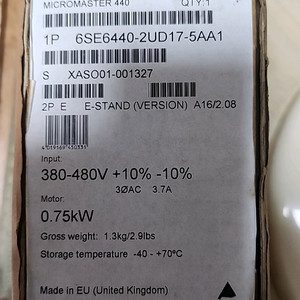 MICROMASTER 440 QTY:1
1P 6SE6440-2UD17-5AA1
S XASO01-001327
2P E E-STAND (VERSION) A16/2.08
4019169450331
Input:
380-480V +10% -10%
3ØAC 3.7A
Motor:
0.75kW
Gross weight: 1.3kg/2.9lbs
Storage temperature -40 - +70ºC
Made in EU (United Kingdom)